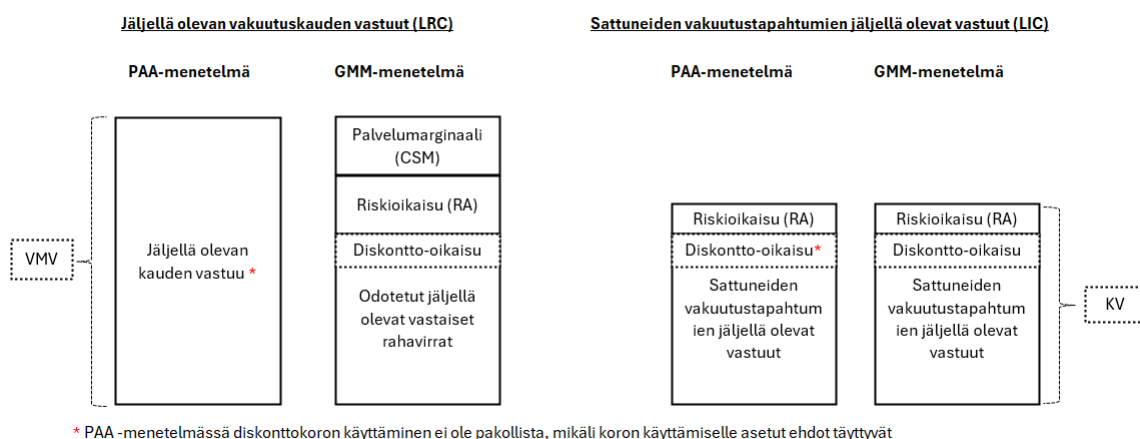 Jäljellä olevan vakuutuskauden vastuut (LRC)
Sattuneiden vakuutustapahtumien jäljellä olevat vastuut (LIC)
PAA-menetelmä
GMM-menetelmä
PAA-menetelmä
GMM-menetelmä
VMV
Jäljellä olevan
kauden vastuu *
Palvelumarginaali
(CSM)
Riskioikaisu (RA)
Diskontto-oikaisu
Odotetut jäljellä
olevat vastaiset
rahavirrat
Riskioikaisu (RA)
Diskontto-oikaisu*
Sattuneiden
vakuutustapahtum
ien jäljellä olevat
vastuut
Riskioikaisu (RA)
Diskontto-oikaisu
Sattuneiden
vakuutustapahtum
ien jäljellä olevat
vastuut
KV
* PAA -menetelmässä diskonttokoron käyttäminen ei ole pakollista, mikäli koron käyttämiselle asetut ehdot täyttyvät